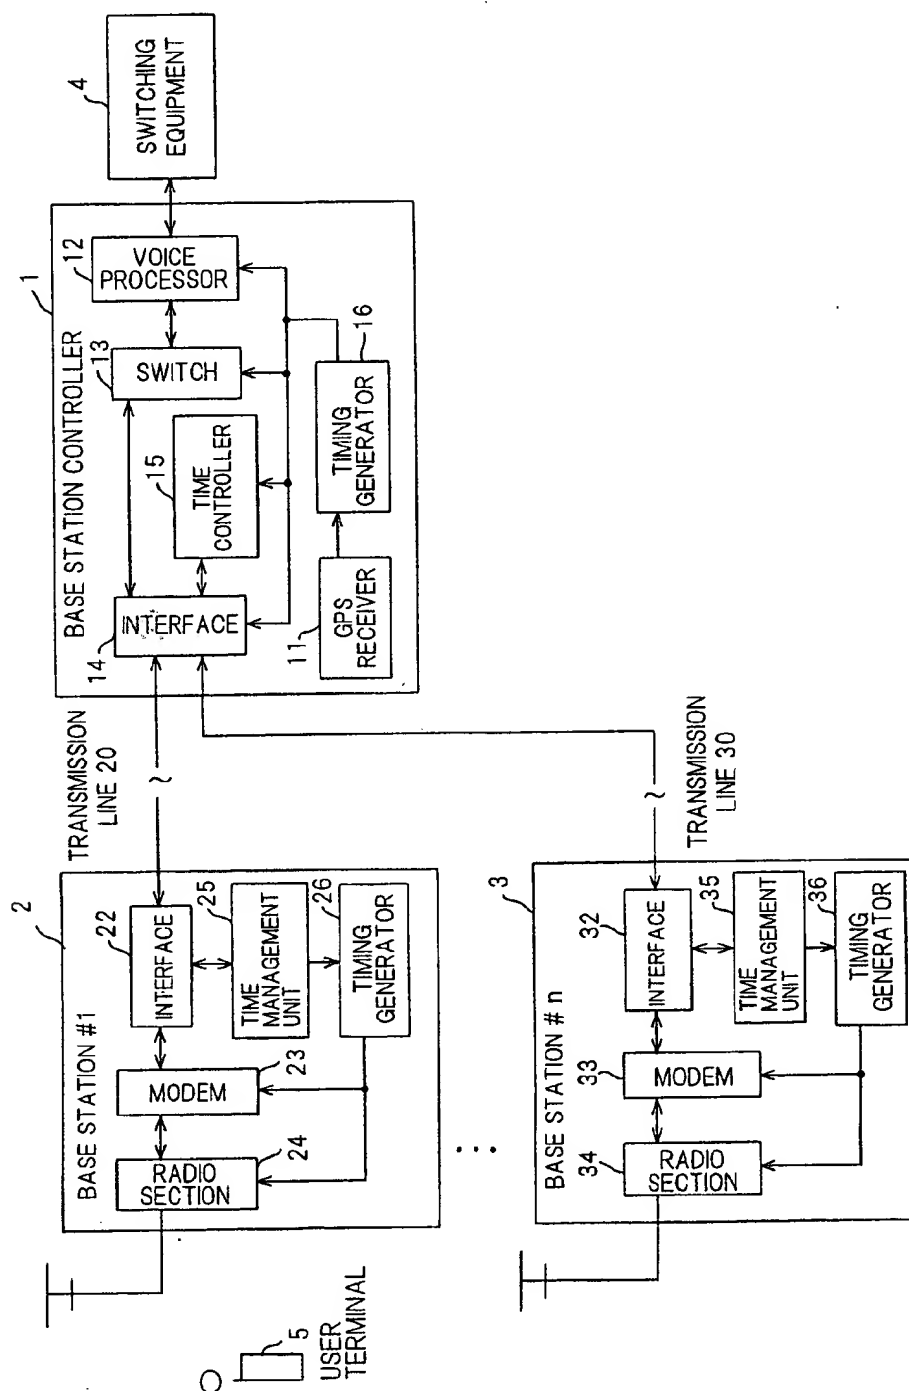 4
SWITCHING
EQUIPMENT
1
BASE STATION CONTROLLER
12
VOICE
PROCESSOR
13
SWITCH
15
TIME
CONTROLLER
14
INTERFACE
16
TIMING
GENERATOR
11
GPS
RECEIVER
TRANSMISSION
LINE 20
TRANSMISSION
LINE 30
2
BASE STATION #1
22
INTERFACE
25
TIME
MANAGEMENT
UNIT
26
TIMING
GENERATOR
23
MODEM
24
RADIO
SECTION
3
BASE STATION # n
32
INTERFACE
35
TIME
MANAGEMENT
UNIT
36
TIMING
GENERATOR
33
MODEM
34
RADIO
SECTION
5
USER
TERMINAL